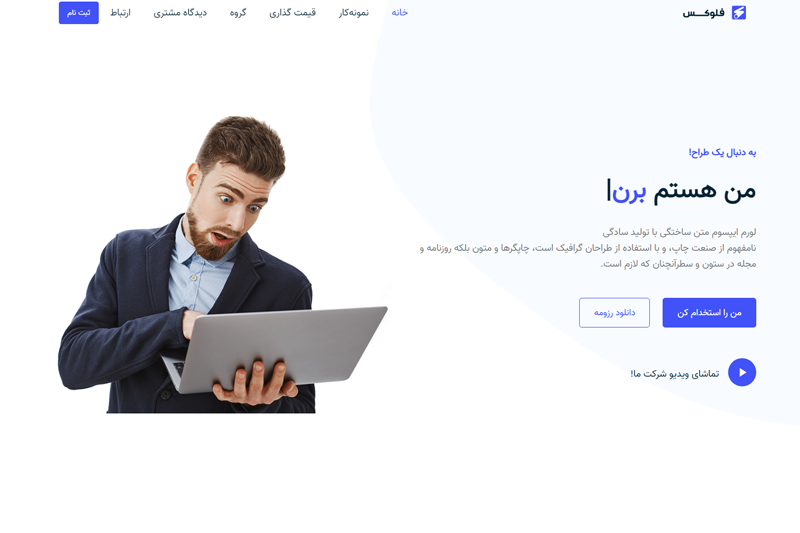 فلوکــس
خانه
نمونه‌کار
قیمت گذاری
گروه
دیدگاه مشتری
ارتباط
ثبت نام
به دنبال یک طراح!
من هستم برن|
لورم ایپسوم متن ساختگی با تولید سادگی
نامفهوم از صنعت چاپ، و با استفاده از طراحان گرافیک است، چاپگرها و متون بلکه روزنامه و
مجله در ستون و سطرآنچنان که لازم است.
من را استخدام کن
دانلود رزومه
تماشای ویدیو شرکت ما!